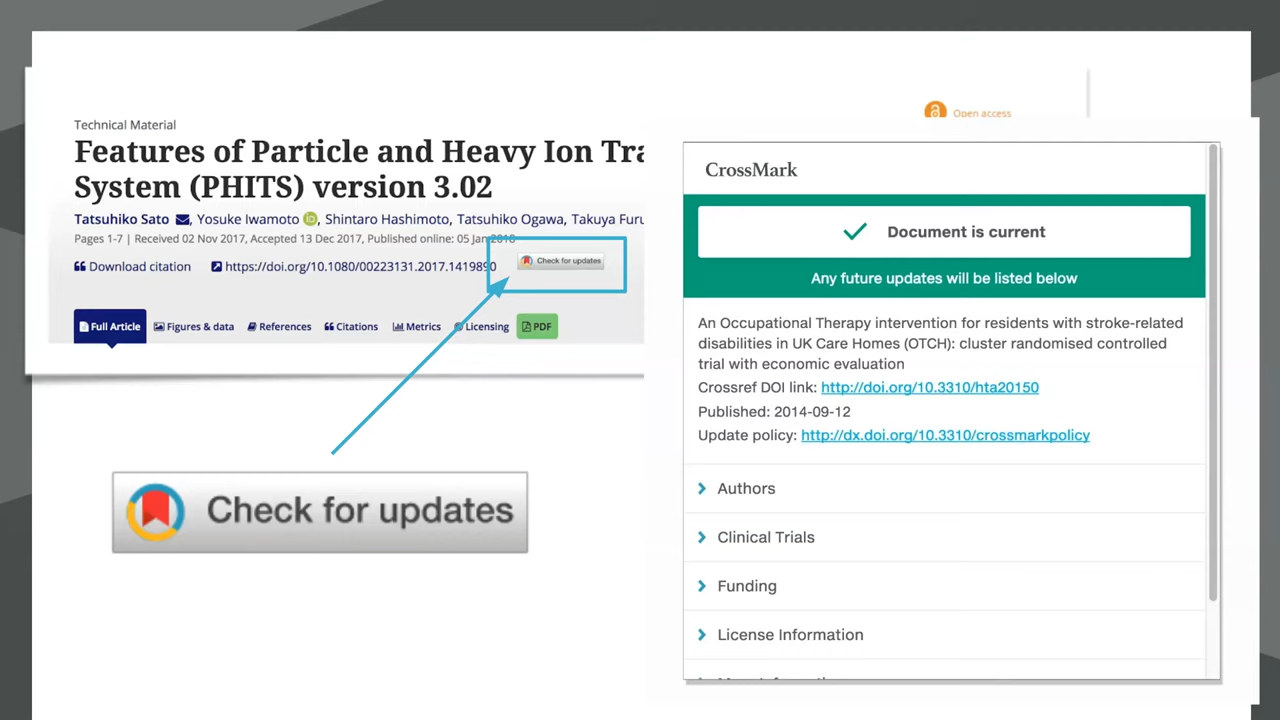 Technical Material
Features of Particle and Heavy Ion
System (PHITS) version 3.02
Tatsuhiko Sato, Yosuke Iwamoto, Shintaro Hashimoto, Tatsuhiko Ogawa, Takuya
Pages 1-7 | Received 02 Nov 2017, Accepted 13 Dec 2017, Published online: 05 Jan 2018
Download citation https://doi.org/10.1080/00223131.2017.1419890 Check for updates
Full Article Figures & data References Citations Metrics Licensing PDF
Check for updates
Open access
CrossMark
Document is current
Any future updates will be listed below
An Occupational Therapy intervention for residents with stroke-related
disabilities in UK Care Homes (OTCH): cluster randomised controlled
trial with economic evaluation
Crossref DOI link: http://doi.org/10.3310/hta20150
Published: 2014-09-12
Update policy: http://dx.doi.org/10.3310/crossmarkpolicy
Authors
Clinical Trials
Funding
License Information